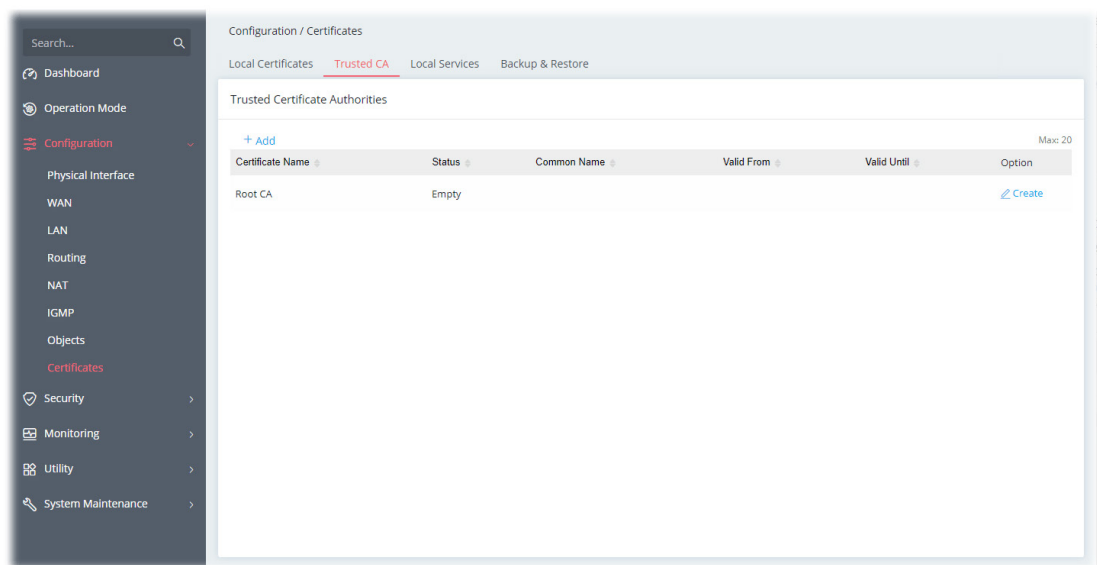 Search...
Dashboard
Operation Mode
Configuration
Physical Interface
WAN
LAN
Routing
NAT
IGMP
Objects
Certificates
Security
Monitoring
Utility
System Maintenance
Configuration / Certificates
Local Certificates Trusted CA Local Services Backup & Restore
Trusted Certificate Authorities
+ Add Max: 20
Certificate Name Status Common Name Valid From Valid Until Option
Root CA Empty Create